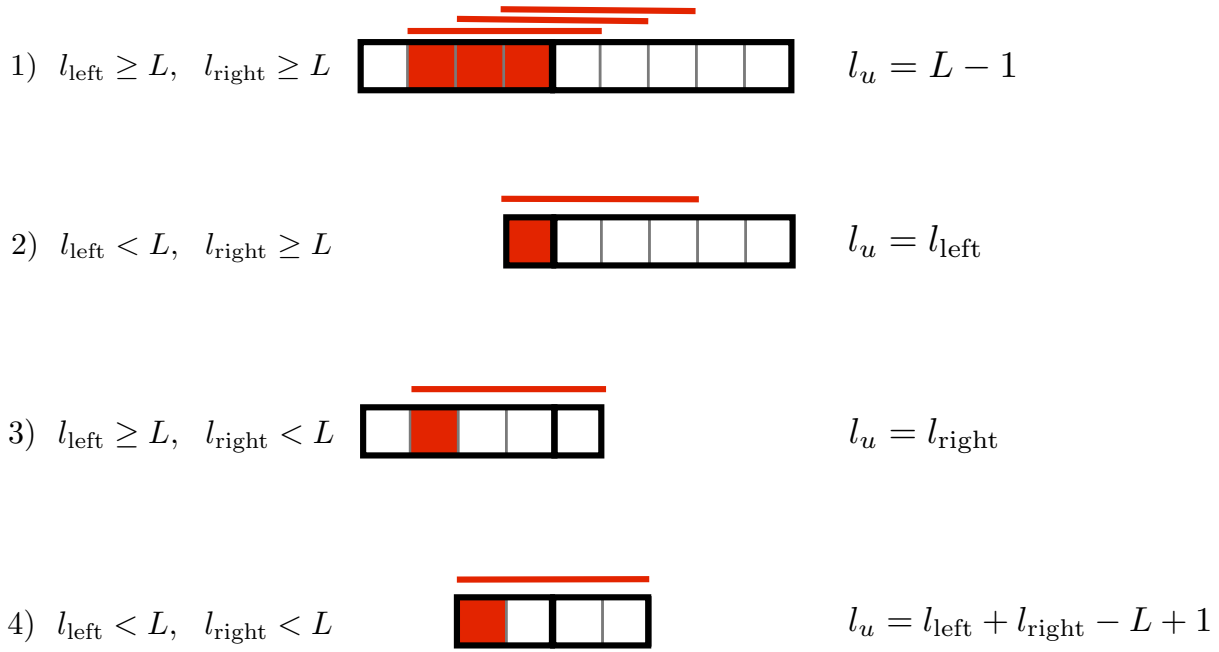 1) l_left ≥ L, l_right ≥ L l_u = L − 1
2) l_left < L, l_right ≥ L l_u = l_left
3) l_left ≥ L, l_right < L l_u = l_right
4) l_left < L, l_right < L l_u = l_left + l_right − L + 1